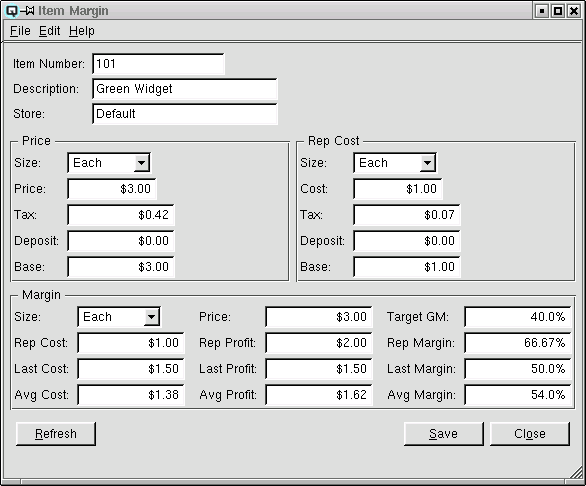 Item Margin
File Edit Help
Item Number: 101
Description: Green Widget
Store: Default
Price Rep Cost
Size: Each Size: Each
Price: $3.00 Cost: $1.00
Tax: $0.42 Tax: $0.07
Deposit: $0.00 Deposit: $0.00
Base: $3.00 Base: $1.00
Margin
Size: Each Price: $3.00 Target GM: 40.0%
Rep Cost: $1.00 Rep Profit: $2.00 Rep Margin: 66.67%
Last Cost: $1.50 Last Profit: $1.50 Last Margin: 50.0%
Avg Cost: $1.38 Avg Profit: $1.62 Avg Margin: 54.0%
Refresh Save Close